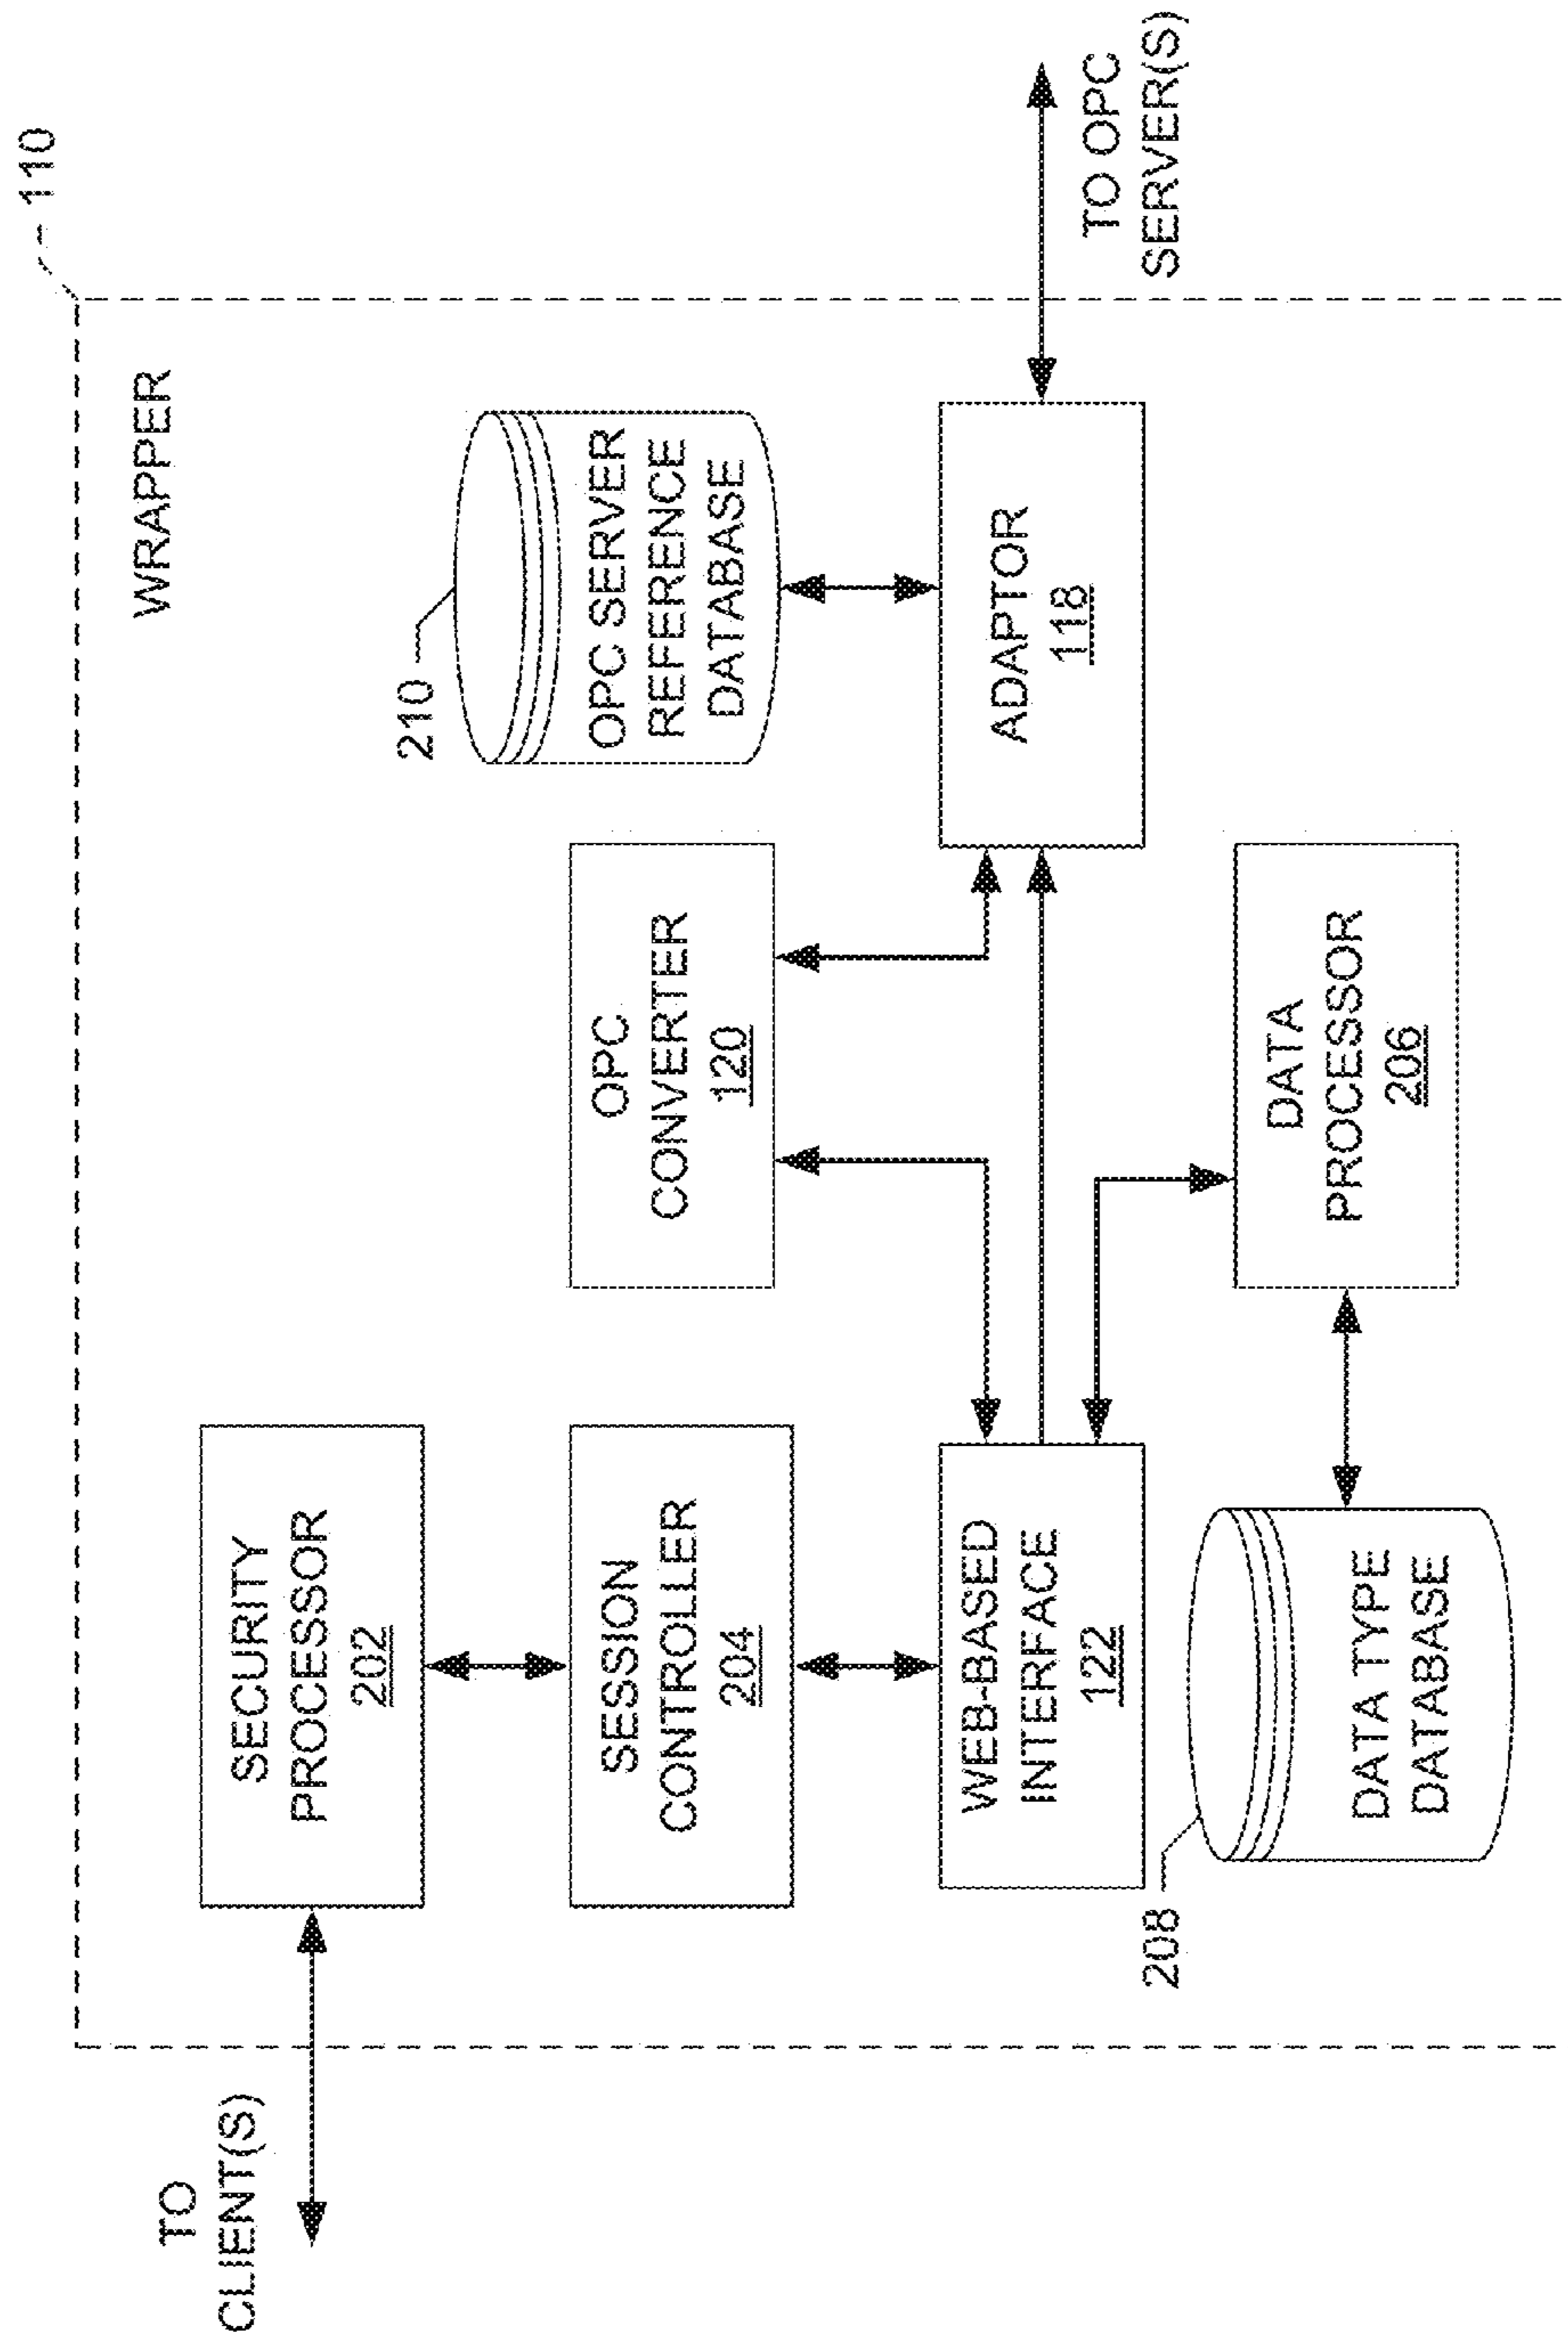 110
WRAPPER
TO
CLIENT(S)
SECURITY
PROCESSOR
202
SESSION
CONTROLLER
204
WEB-BASED
INTERFACE
122
208
DATA TYPE
DATABASE
OPC
CONVERTER
120
DATA
PROCESSOR
206
210
OPC SERVER
REFERENCE
DATABASE
ADAPTOR
118
TO OPC
SERVER(S)